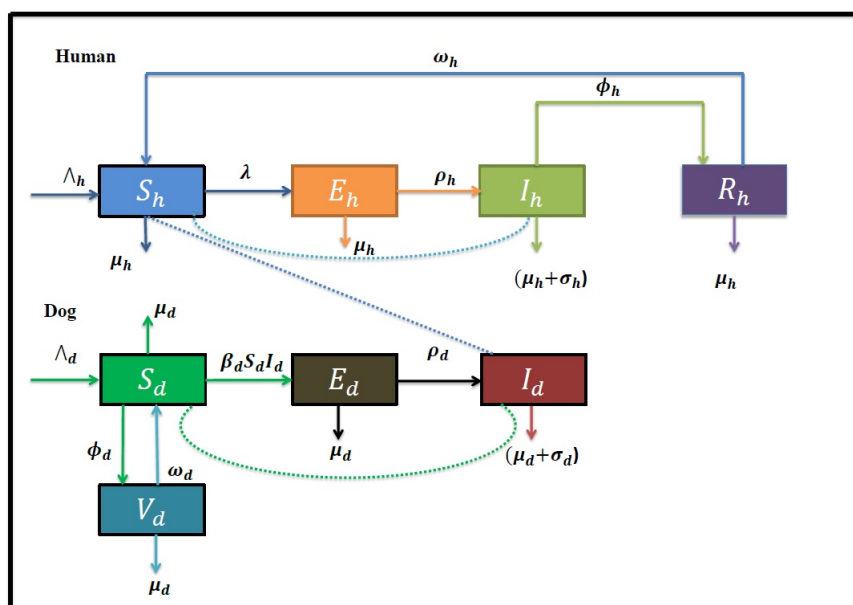 Human
ω_h
ϕ_h
Λ_h
S_h
λ
E_h
ρ_h
I_h
R_h
μ_h
μ_h
(μ_h+σ_h)
μ_h
Dog
μ_d
Λ_d
S_d
β_d S_d I_d
E_d
ρ_d
I_d
ϕ_d
ω_d
μ_d
(μ_d+σ_d)
V_d
μ_d